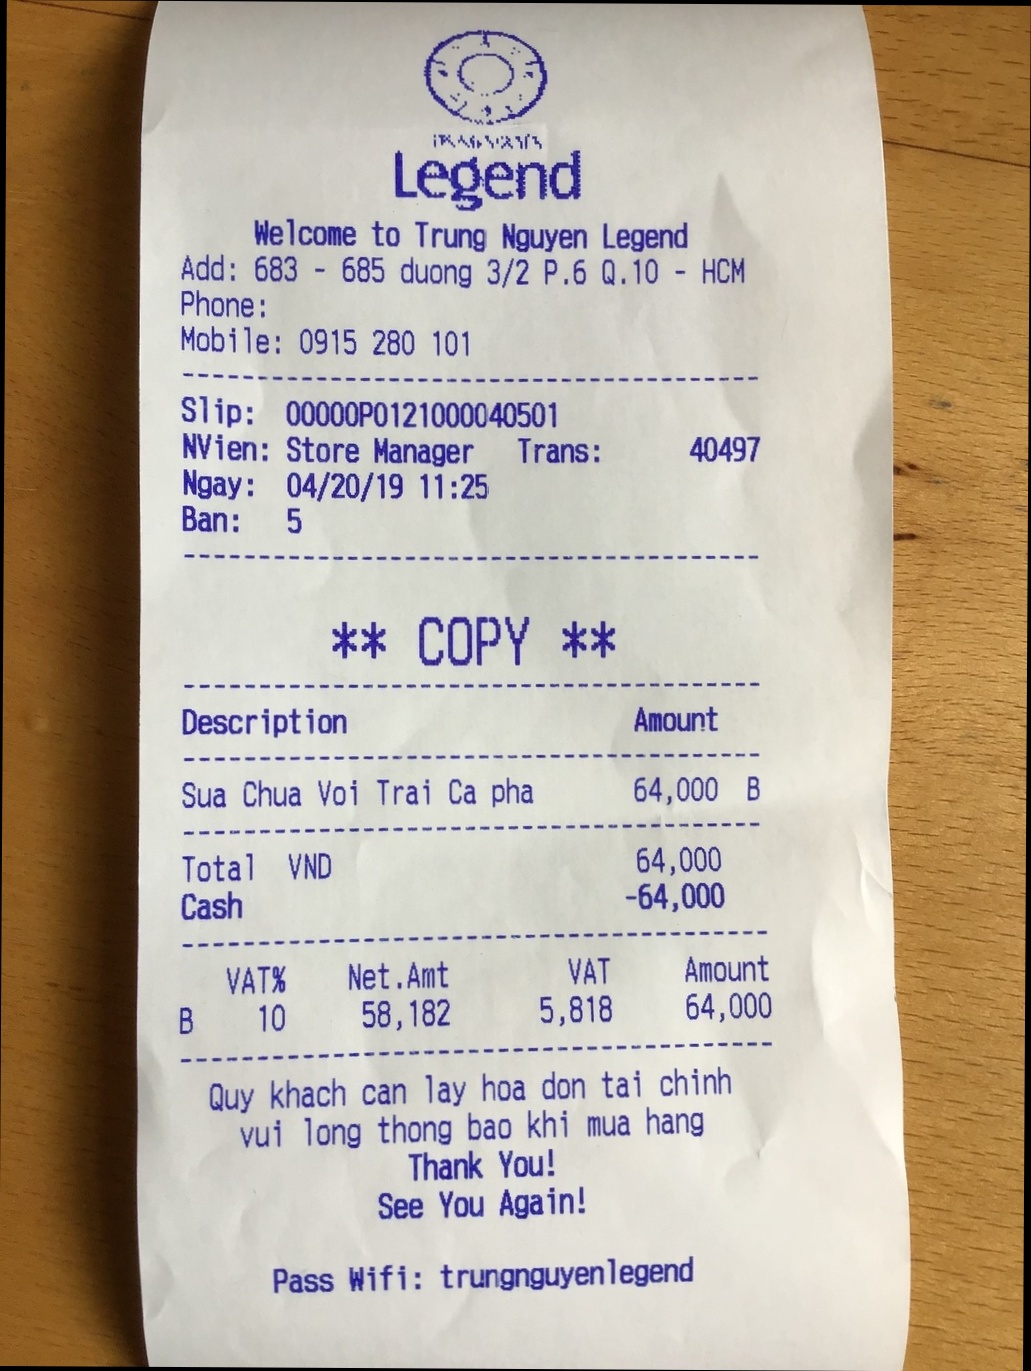 Legend
Welcome to Trung Nguyen Legend
Add: 683 - 685 duong 3/2 P.6 Q.10 - HCM
Phone:
Mobile: 0915 280 101
Slip: 00000P0121000040501
NVien: Store Manager Trans: 40497
Ngay: 04/20/19 11:25
Ban: 5
** COPY **
Description Amount
Sua Chua Voi Trai Ca pha 64,000 B
Total VND 64,000
Cash -64,000
VAT% Net.Amt VAT Amount
B 10 58,182 5,818 64,000
Quy khach can lay hoa don tai chinh
vui long thong bao khi mua hang
Thank You!
See You Again!
Pass Wifi: trungnguyenlegend